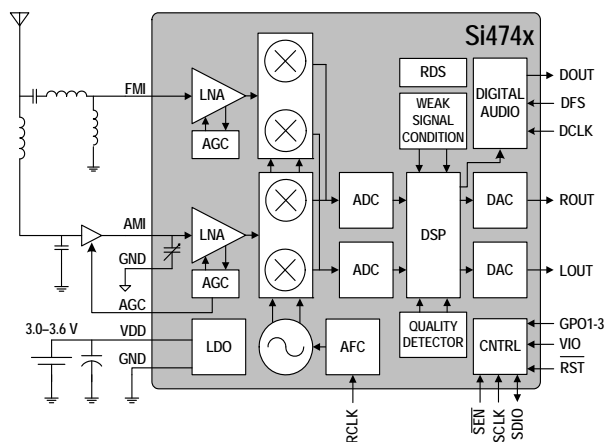 Si474x
FMI
LNA
AGC
RDS
WEAK
SIGNAL
CONDITION
DIGITAL
AUDIO
DOUT
DFS
DCLK
AMI
GND
LNA
AGC
AGC
ADC
ADC
DSP
DAC
DAC
ROUT
LOUT
3.0–3.6 V
VDD
GND
LDO
AFC
QUALITY
DETECTOR
CNTRL
GPO1-3
VIO
RST
RCLK
SEN
SCLK
SDIO